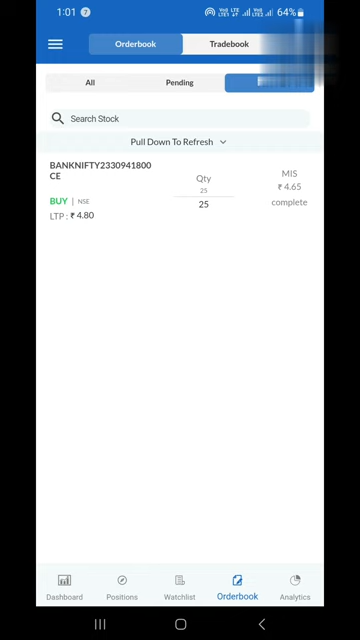 1:01 7 64%
Orderbook Tradebook
All Pending
Search Stock
Pull Down To Refresh
BANKNIFTY2330941800
CE
Qty
25
25
MIS
₹ 4.65
complete
BUY | NSE
LTP : ₹ 4.80
Dashboard Positions Watchlist Orderbook Analytics